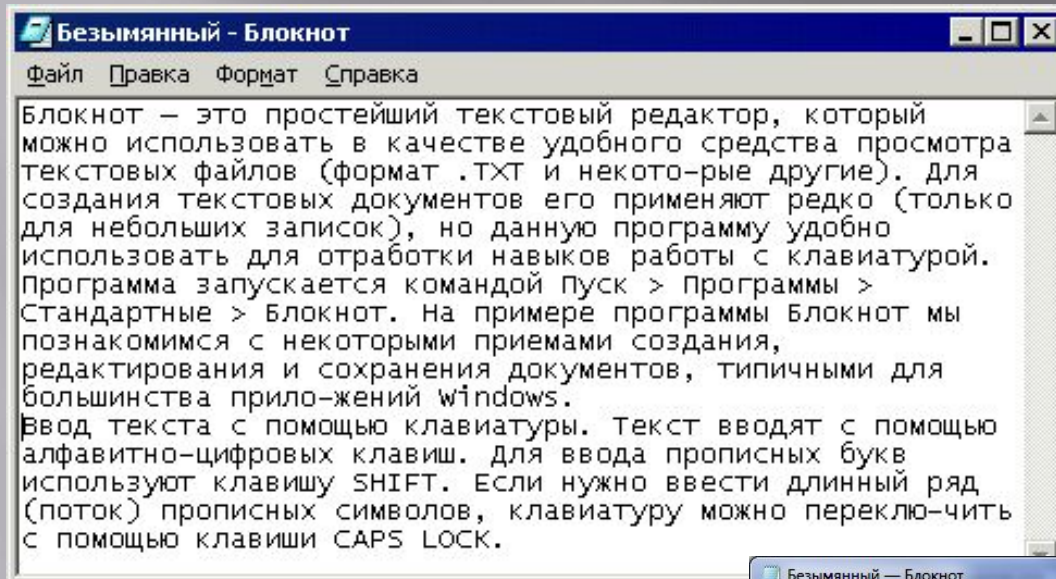 Безымянный - Блокнот
Файл Правка Формат Справка
Блокнот – это простейший текстовый редактор, который
можно использовать в качестве удобного средства просмотра
текстовых файлов (формат .TXT и некото-рые другие). Для
создания текстовых документов его применяют редко (только
для небольших записок), но данную программу удобно
использовать для отработки навыков работы с клавиатурой.
Программа запускается командой Пуск > Программы >
Стандартные > Блокнот. На примере программы Блокнот мы
познакомимся с некоторыми приемами создания,
редактирования и сохранения документов, типичными для
большинства прило-жений Windows.
Ввод текста с помощью клавиатуры. Текст вводят с помощью
алфавитно-цифровых клавиш. Для ввода прописных букв
используют клавишу SHIFT. Если нужно ввести длинный ряд
(поток) прописных символов, клавиатуру можно переклю-чить
с помощью клавиши CAPS LOCK.
Безымянный — Блокнот